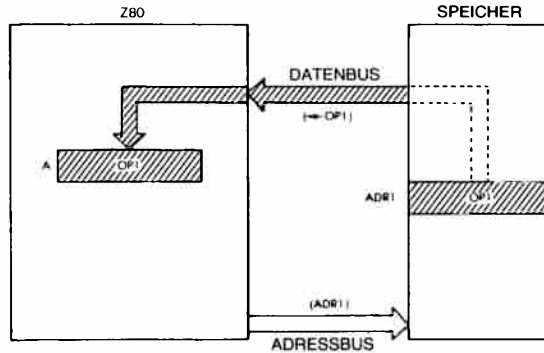 Z80
SPEICHER
DATENBUS
(← OP1)
A
OP1
ADR1
OP1
(ADR1)
ADRESSBUS